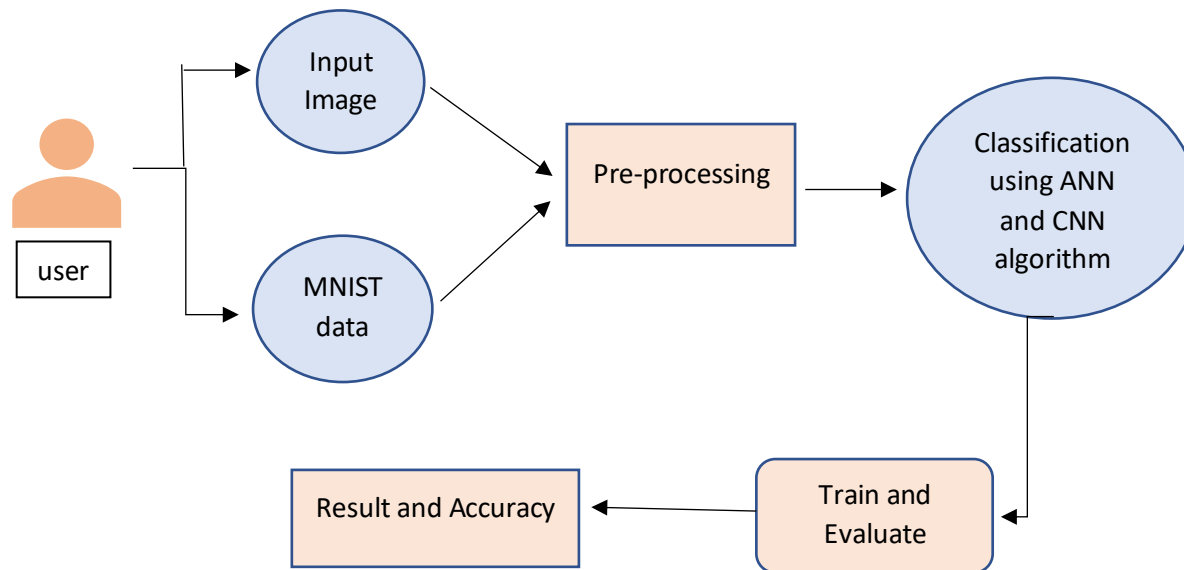 Input
Image
user
MNIST
data
Pre-processing
Classification
using ANN
and CNN
algorithm
Train and
Evaluate
Result and Accuracy